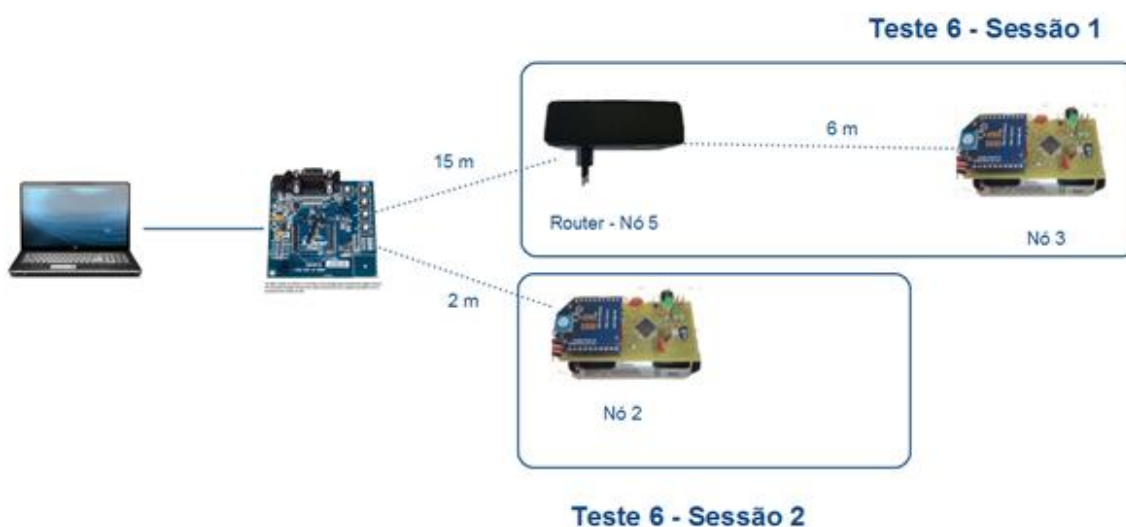 Teste 6 - Sessão 1
6 m
15 m
Router - Nó 5
Nó 3
2 m
Nó 2
Teste 6 - Sessão 2